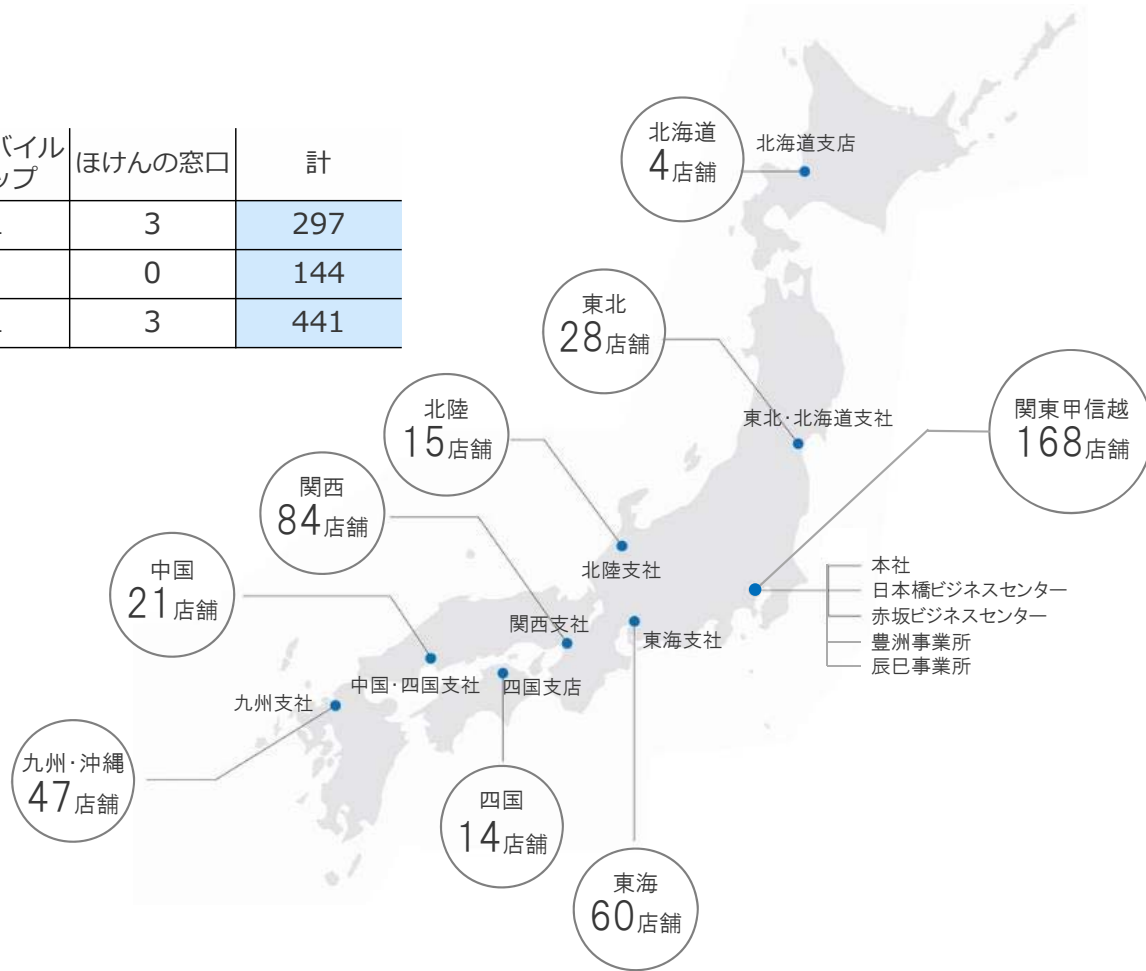 バイル ほけんの窓口 計
ップ
3 297
0 144
3 441
北海道
4店舗
北海道支店
東北
28店舗
東北・北海道支社
関東甲信越
168店舗
北陸
15店舗
北陸支社
関西
84店舗
関西支社
中国
21店舗
中国・四国支社
四国支店
東海支社
本社
日本橋ビジネスセンター
赤坂ビジネスセンター
豊洲事業所
辰巳事業所
九州支社
九州・沖縄
47店舗
四国
14店舗
東海
60店舗